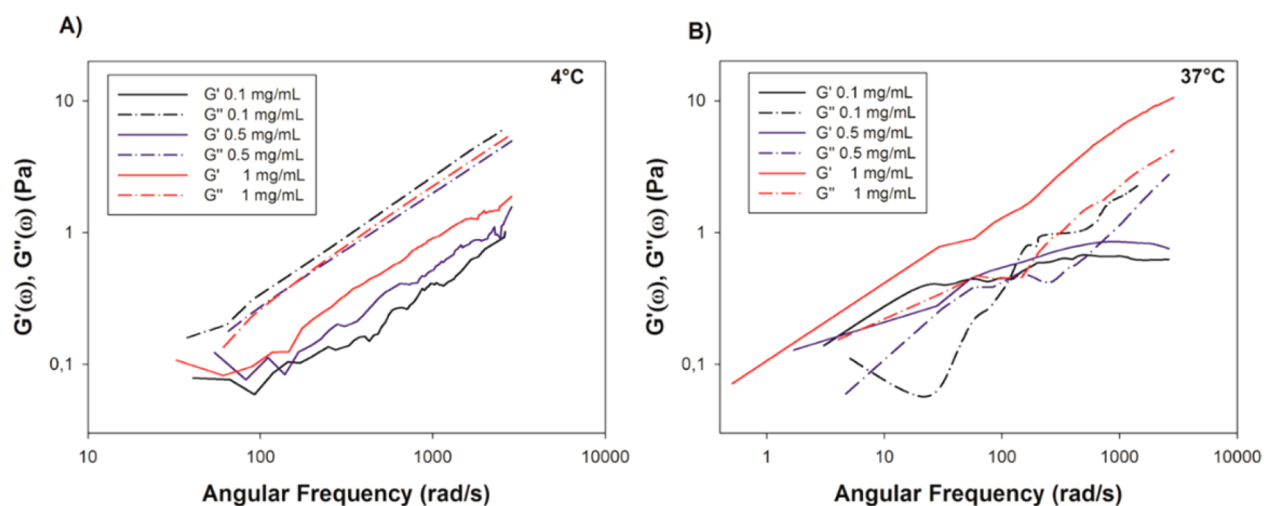 A)
4°C
G' 0.1 mg/mL
G'' 0.1 mg/mL
G' 0.5 mg/mL
G'' 0.5 mg/mL
G' 1 mg/mL
G'' 1 mg/mL
10
1
0,1
G'(ω), G''(ω) (Pa)
10 100 1000 10000
Angular Frequency (rad/s)
B)
37°C
G' 0.1 mg/mL
G'' 0.1 mg/mL
G' 0.5 mg/mL
G'' 0.5 mg/mL
G' 1 mg/mL
G'' 1 mg/mL
10
1
0,1
G'(ω), G''(ω) (Pa)
1 10 100 1000 10000
Angular Frequency (rad/s)